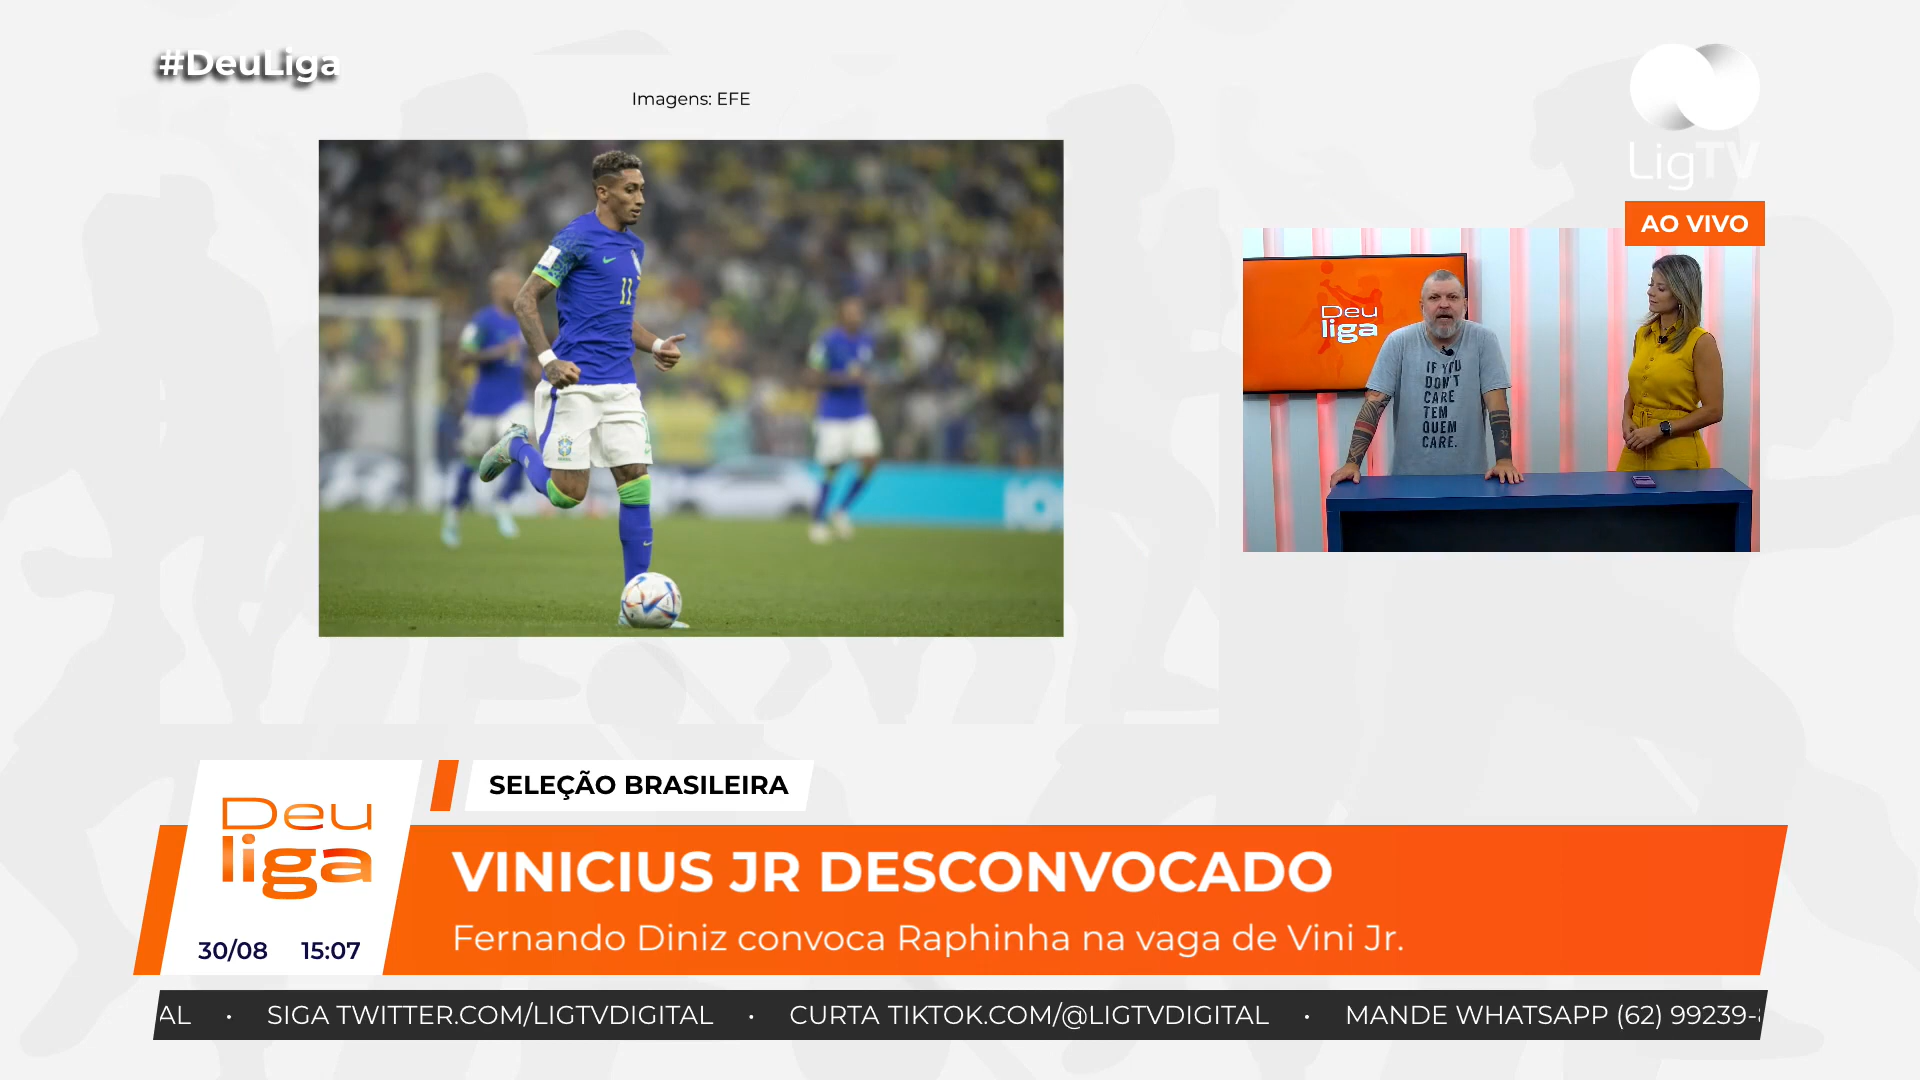 #DeuLiga
Imagens: EFE
11
LigTV
AO VIVO
Deu
liga
IF YOU
DON'T
CARE
TEM
QUEM
CARE.
SELEÇÃO BRASILEIRA
Deu
liga
VINICIUS JR DESCONVOCADO
Fernando Diniz convoca Raphinha na vaga de Vini Jr.
30/08 15:07
AL • SIGA TWITTER.COM/LIGTVDIGITAL • CURTA TIKTOK.COM/@LIGTVDIGITAL • MANDE WHATSAPP (62) 99239-